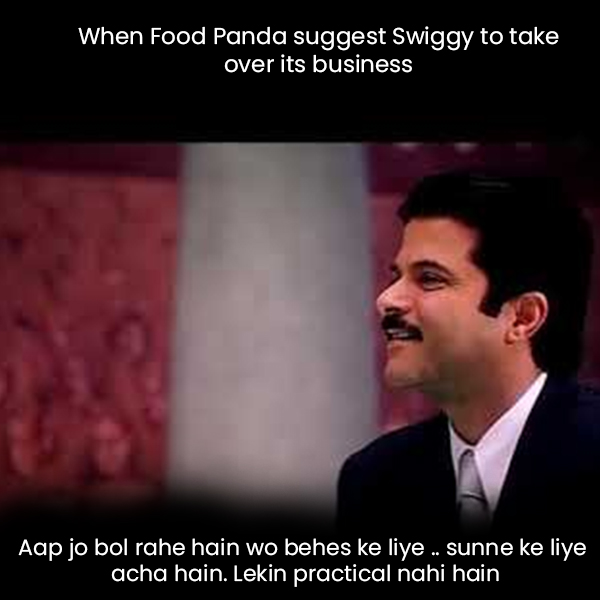 When Food Panda suggest Swiggy to take
over its business
Aap jo bol rahe hain wo behes ke liye .. sunne ke liye
acha hain. Lekin practical nahi hain